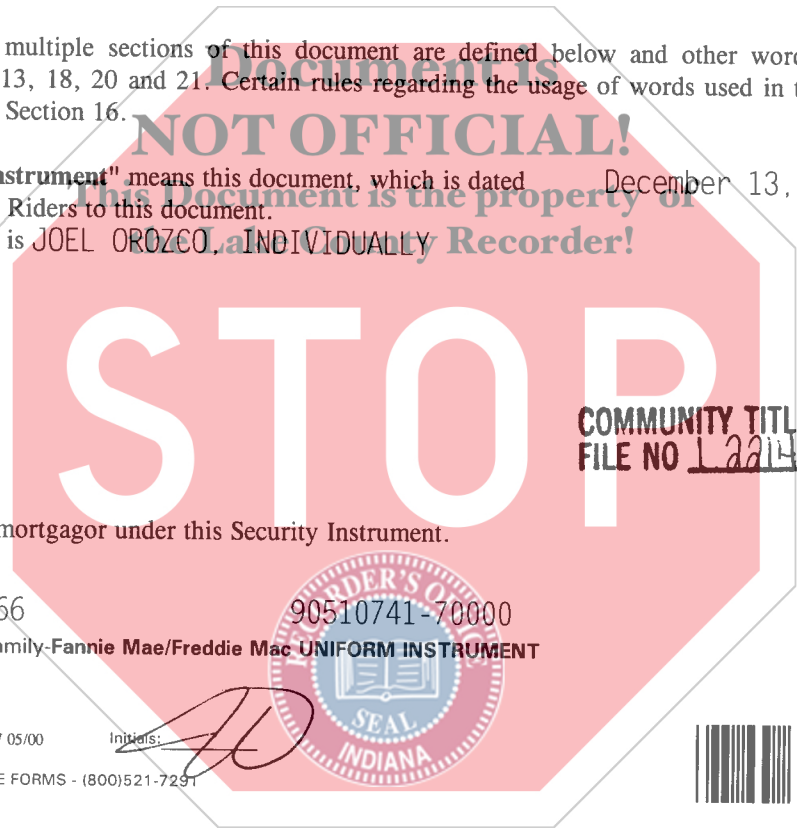 multiple sections of this document are defined below and other word
Document is
13, 18, 20 and 21. Certain rules regarding the usage of words used in t
Section 16.
NOT OFFICIAL!
nstrument" means this document, which is dated December 13,
This Document is the property of
Riders to this document.
is JOEL OROZCO, INDIVIDUALLY
the Lake County Recorder!
STOP
COMMUNITY TITL
FILE NO
mortgagor under this Security Instrument.
RECORDER'S OFFICE
66 90510741-70000
amily-Fannie Mae/Freddie Mac UNIFORM INSTRUMENT
SEAL
INDIANA
05/00 Initials:
E FORMS - (800)521-7291